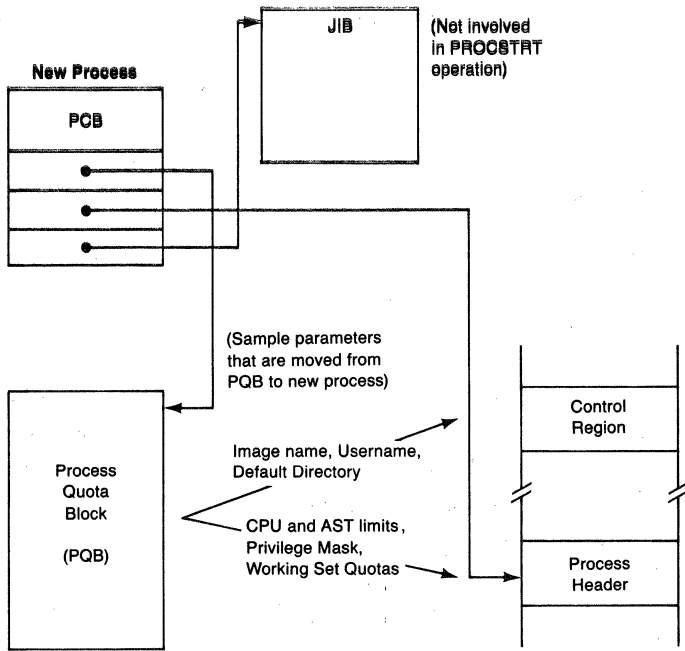 JIB
(Not involved
in PROCSTRT
operation)
New Process
PCB
(Sample parameters
that are moved from
PQB to new process)
Control
Region
Image name, Username,
Default Directory
Process
Quota
Block
(PQB)
CPU and AST limits,
Privilege Mask,
Working Set Quotas
Process
Header